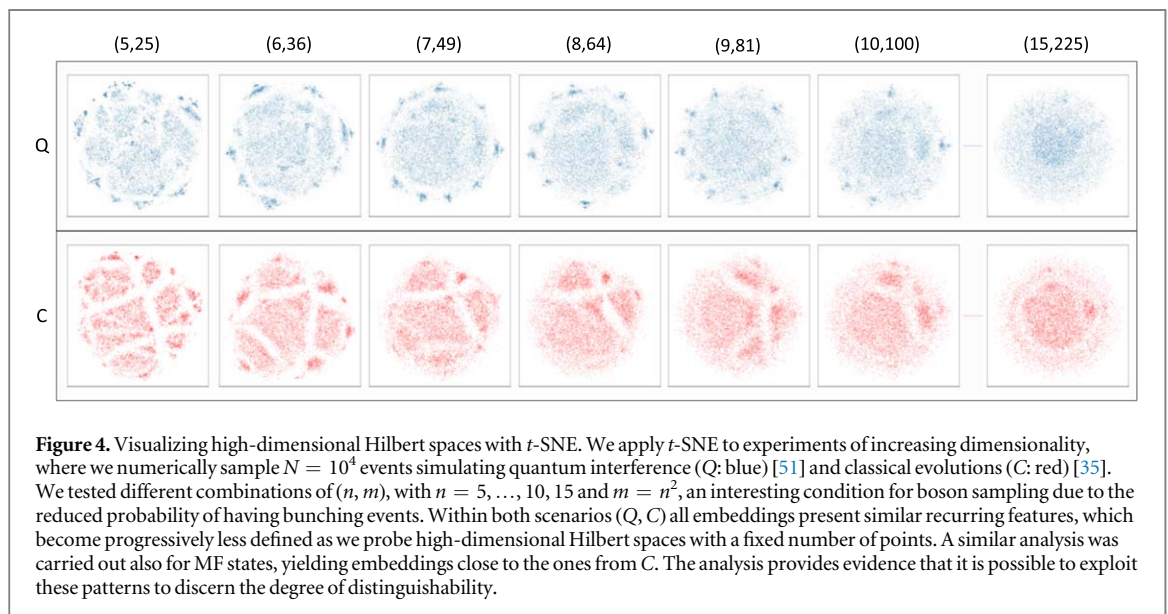 (5,25) (6,36) (7,49) (8,64) (9,81) (10,100) (15,225)
Q
C
Figure 4. Visualizing high-dimensional Hilbert spaces with t-SNE. We apply t-SNE to experiments of increasing dimensionality,
where we numerically sample N = 10⁴ events simulating quantum interference (Q: blue) [51] and classical evolutions (C: red) [35].
We tested different combinations of (n, m), with n = 5, …, 10, 15 and m = n², an interesting condition for boson sampling due to the
reduced probability of having bunching events. Within both scenarios (Q, C) all embeddings present similar recurring features, which
become progressively less defined as we probe high-dimensional Hilbert spaces with a fixed number of points. A similar analysis was
carried out also for MF states, yielding embeddings close to the ones from C. The analysis provides evidence that it is possible to exploit
these patterns to discern the degree of distinguishability.